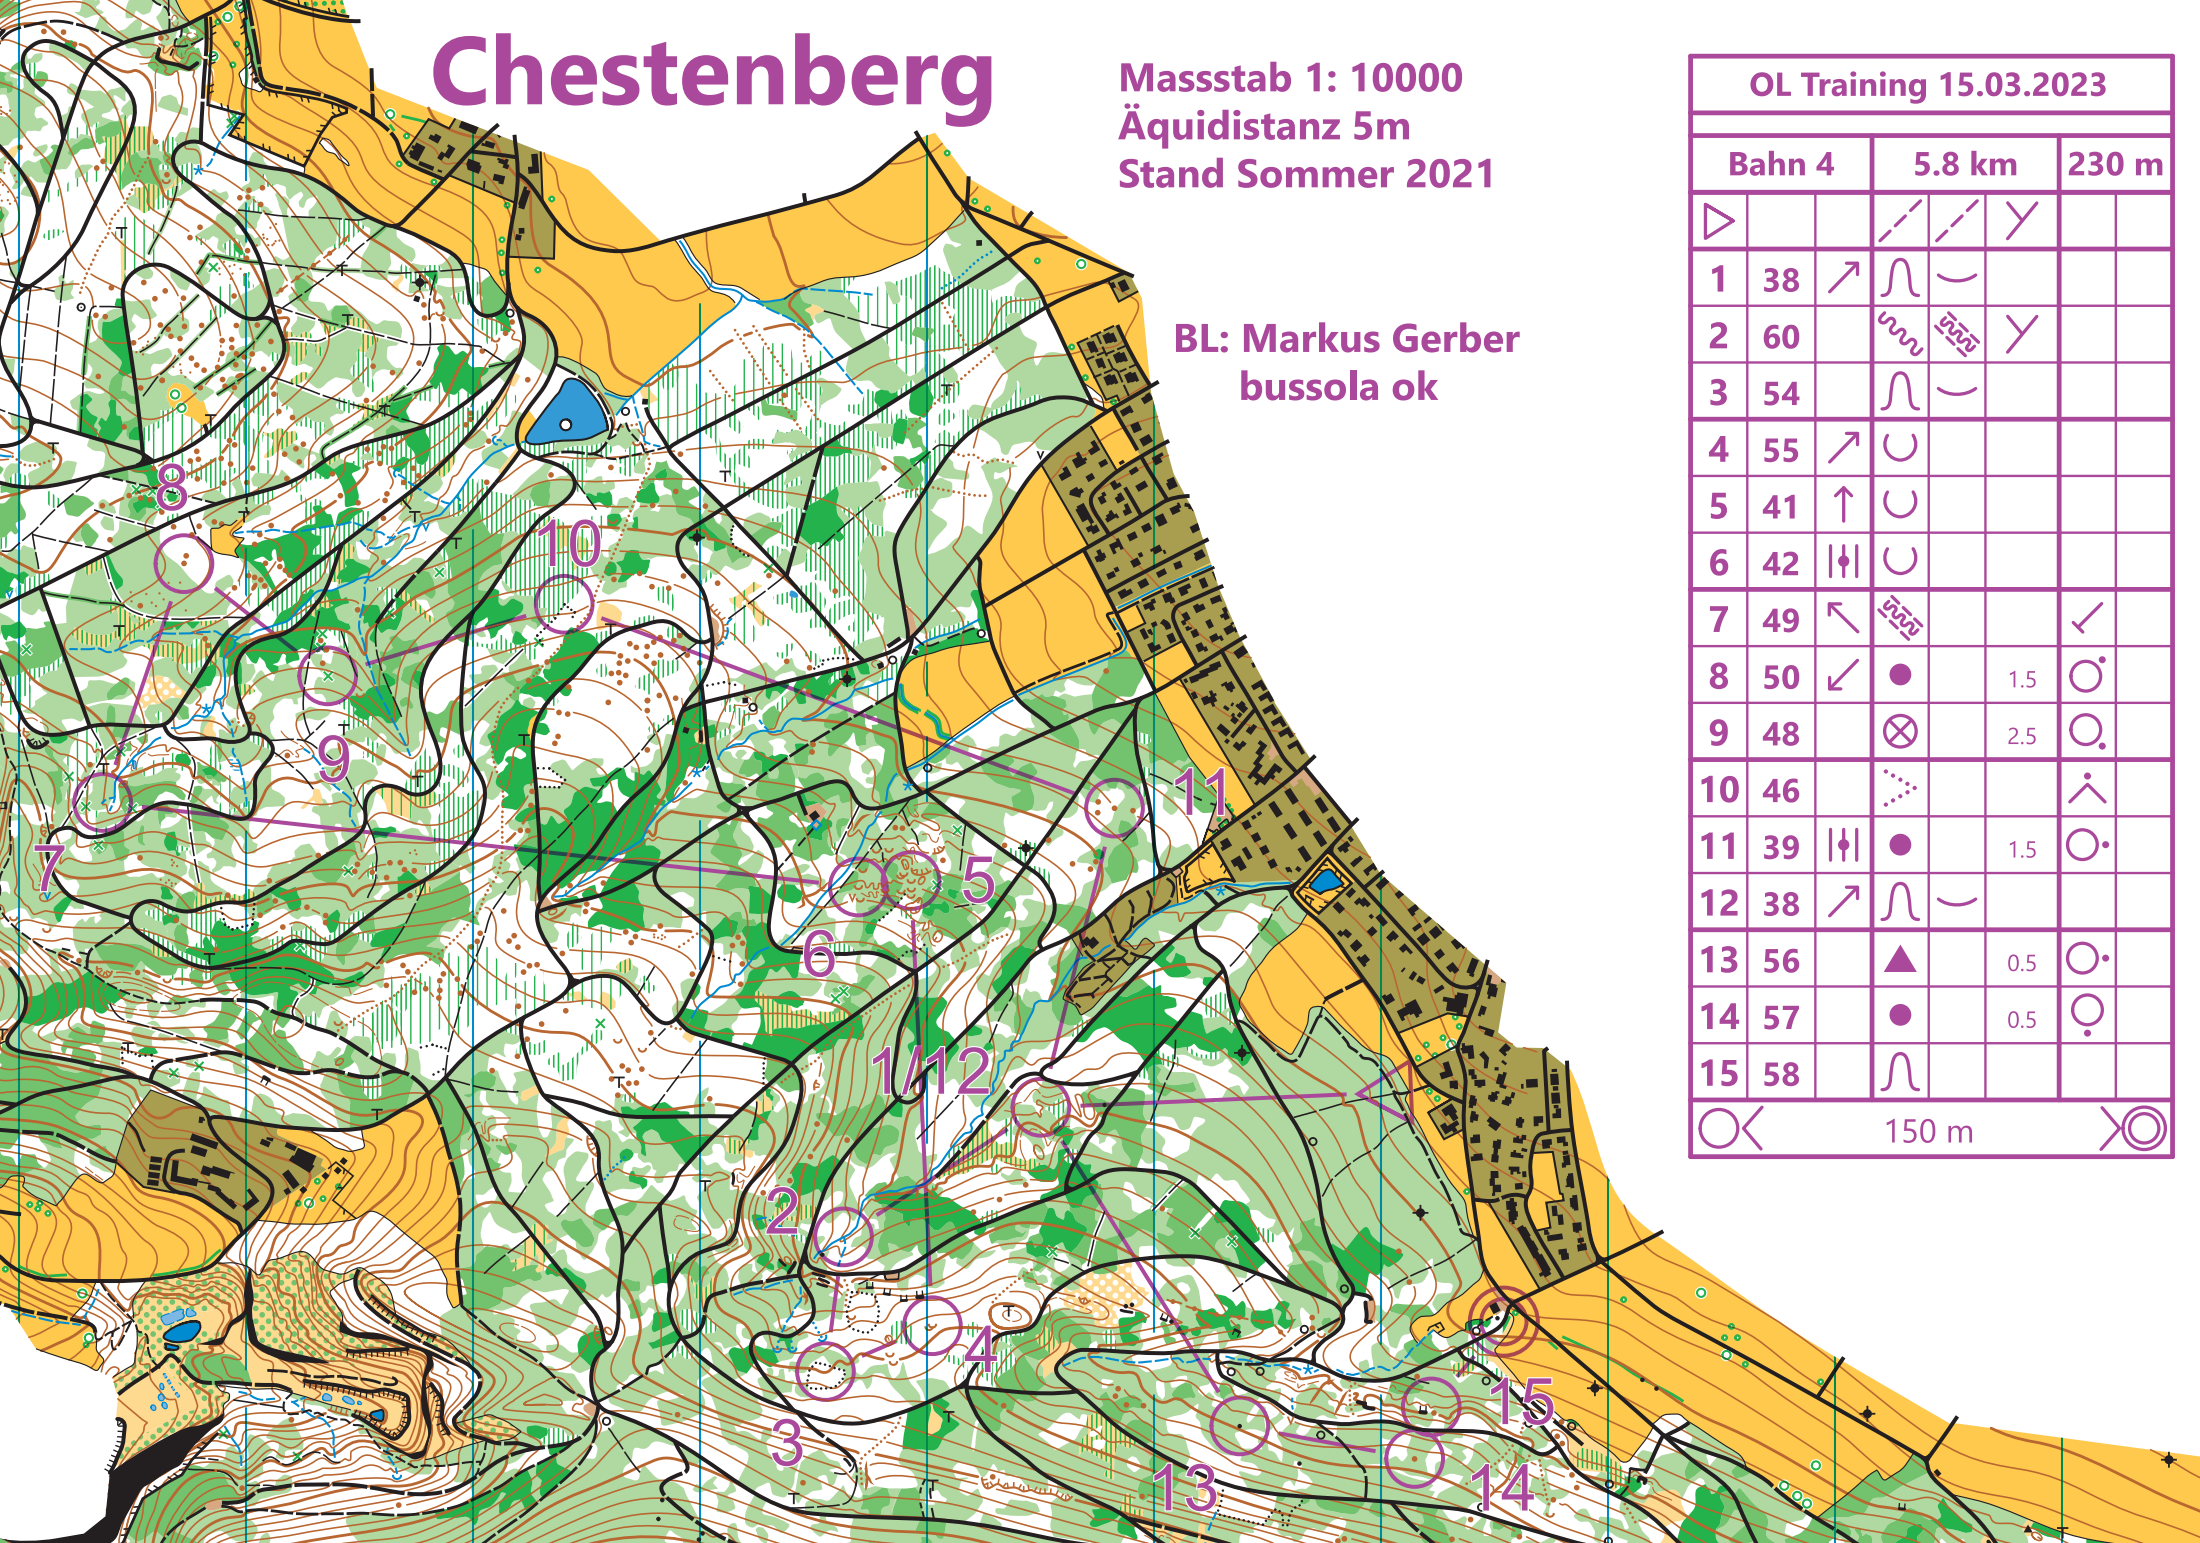 Chestenberg
Massstab 1: 10000
Äquidistanz 5m
Stand Sommer 2021
BL: Markus Gerber
bussola ok
OL Training 15.03.2023
Bahn 4 5.8 km 230 m
1 38
2 60
3 54
4 55
5 41
6 42
7 49
8 50 1.5
9 48 2.5
10 46
11 39 1.5
12 38
13 56 0.5
14 57 0.5
15 58
150 m
8
10
9
11
7
5
6
1/12
2
4
3
15
13
14